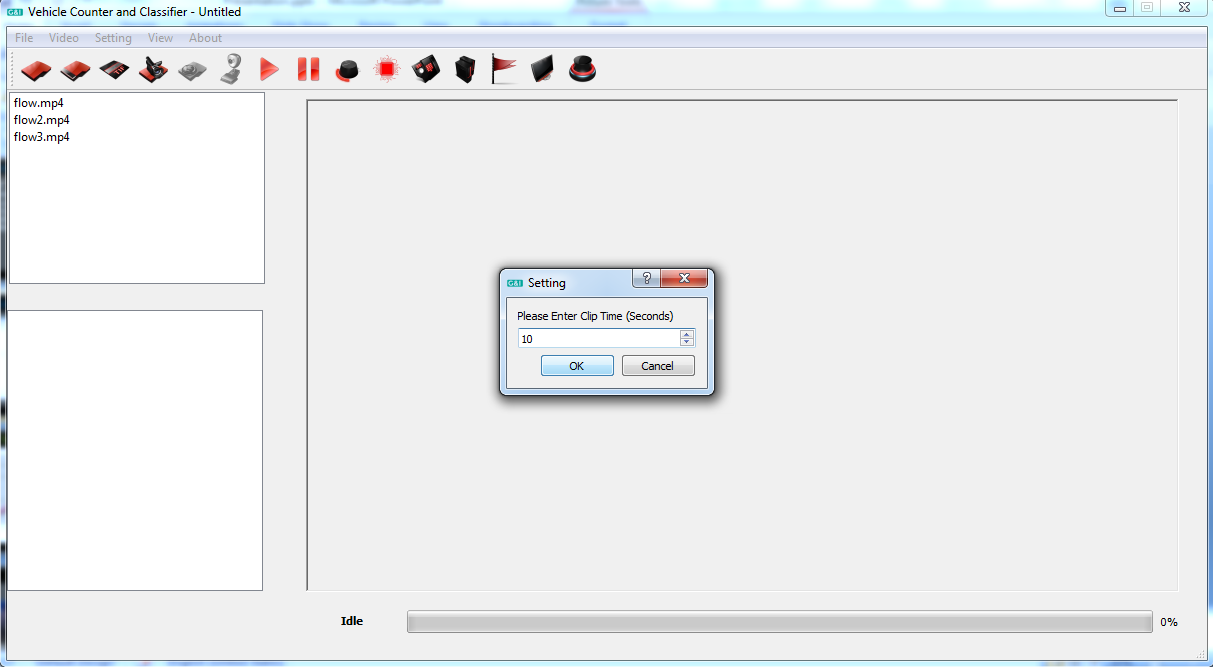 G&I Vehicle Counter and Classifier - Untitled
File Video Setting View About
flow.mp4
flow2.mp4
flow3.mp4
G&I Setting
Please Enter Clip Time (Seconds)
10
OK Cancel
Idle 0%